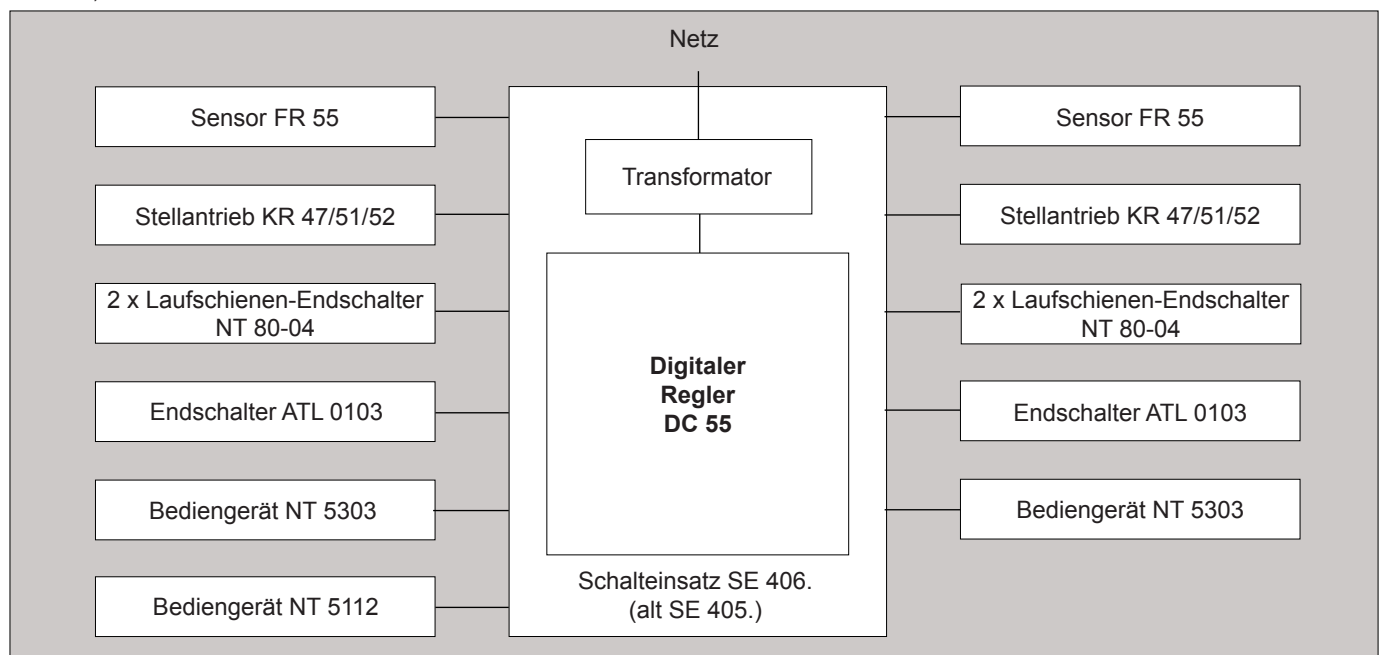 Netz
Sensor FR 55
Stellantrieb KR 47/51/52
2 x Laufschienen-Endschalter
NT 80-04
Endschalter ATL 0103
Bediengerät NT 5303
Bediengerät NT 5112
Transformator
Digitaler
Regler
DC 55
Schalteinsatz SE 406.
(alt SE 405.)
Sensor FR 55
Stellantrieb KR 47/51/52
2 x Laufschienen-Endschalter
NT 80-04
Endschalter ATL 0103
Bediengerät NT 5303